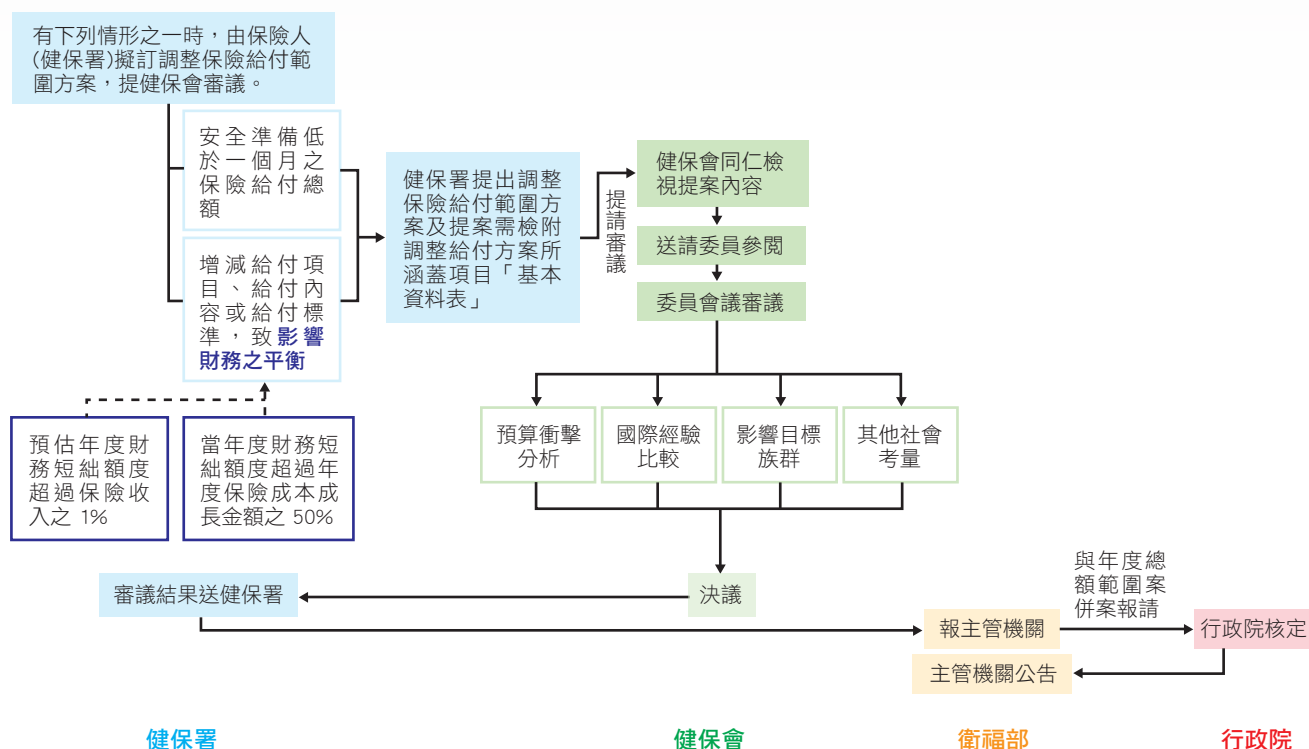 有下列情形之一時，由保險人
(健保署)擬訂調整保險給付範
圍方案，提健保會審議。
安全準備低
於一個月之
保險給付總
額
增減給付項
目、給付內
容或給付標
準，致影響
財務之平衡
預估年度財
務短絀額度
超過保險收
入之 1%
當年度財務短
絀額度超過年
度保險成本成
長金額之 50%
健保署提出調整
保險給付範圍方
案及提案需檢附
調整給付方案所
涵蓋項目「基本
資料表」
提請審議
健保會同仁檢
視提案內容
送請委員參閱
委員會議審議
預算衝擊
分析
國際經驗
比較
影響目標
族群
其他社會
考量
決議
審議結果送健保署
報主管機關
與年度總
額範圍案
併案報請
行政院核定
主管機關公告
健保署
健保會
衛福部
行政院